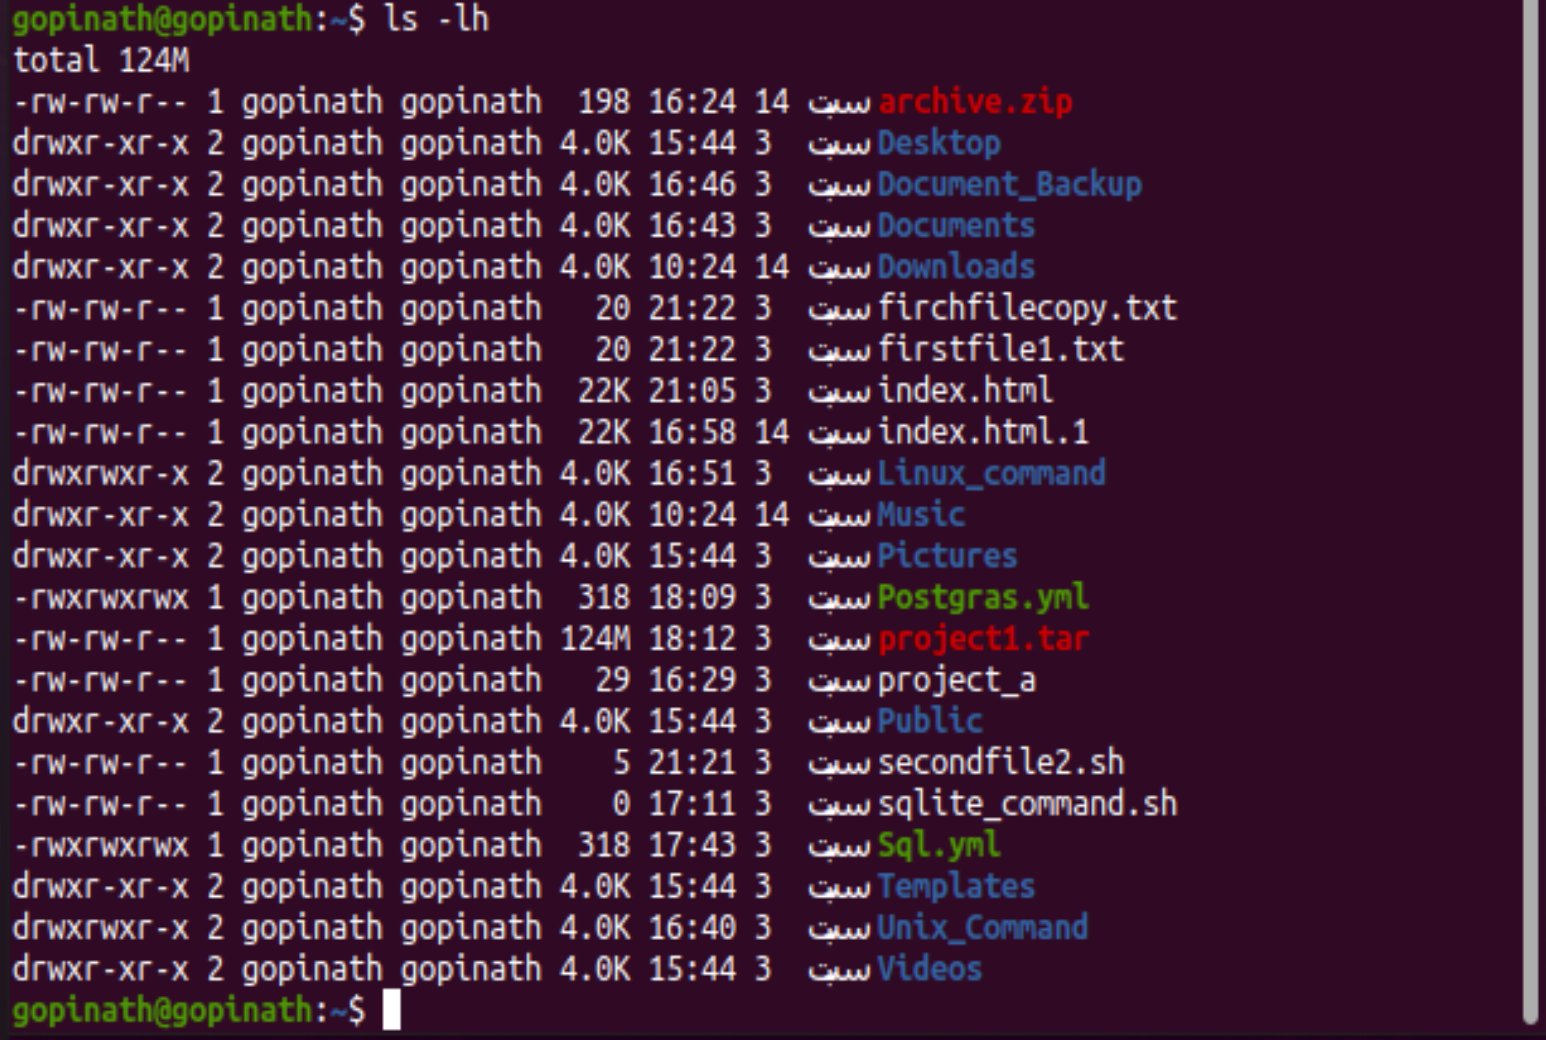 gopinath@gopinath:~$ ls -lh
total 124M
-rw-rw-r-- 1 gopinath gopinath  198 16:24 14 سبت archive.zip
drwxr-xr-x 2 gopinath gopinath 4.0K 15:44 3  سبت Desktop
drwxr-xr-x 2 gopinath gopinath 4.0K 16:46 3  سبت Document_Backup
drwxr-xr-x 2 gopinath gopinath 4.0K 16:43 3  سبت Documents
drwxr-xr-x 2 gopinath gopinath 4.0K 10:24 14 سبت Downloads
-rw-rw-r-- 1 gopinath gopinath   20 21:22 3  سبت firchfilecopy.txt
-rw-rw-r-- 1 gopinath gopinath   20 21:22 3  سبت firstfile1.txt
-rw-rw-r-- 1 gopinath gopinath  22K 21:05 3  سبت index.html
-rw-rw-r-- 1 gopinath gopinath  22K 16:58 14 سبت index.html.1
drwxrwxr-x 2 gopinath gopinath 4.0K 16:51 3  سبت Linux_command
drwxr-xr-x 2 gopinath gopinath 4.0K 10:24 14 سبت Music
drwxr-xr-x 2 gopinath gopinath 4.0K 15:44 3  سبت Pictures
-rwxrwxrwx 1 gopinath gopinath  318 18:09 3  سبت Postgras.yml
-rw-rw-r-- 1 gopinath gopinath 124M 18:12 3  سبت project1.tar
-rw-rw-r-- 1 gopinath gopinath   29 16:29 3  سبت project_a
drwxr-xr-x 2 gopinath gopinath 4.0K 15:44 3  سبت Public
-rw-rw-r-- 1 gopinath gopinath    5 21:21 3  سبت secondfile2.sh
-rw-rw-r-- 1 gopinath gopinath    0 17:11 3  سبت sqlite_command.sh
-rwxrwxrwx 1 gopinath gopinath  318 17:43 3  سبت Sql.yml
drwxr-xr-x 2 gopinath gopinath 4.0K 15:44 3  سبت Templates
drwxrwxr-x 2 gopinath gopinath 4.0K 16:40 3  سبت Unix_Command
drwxr-xr-x 2 gopinath gopinath 4.0K 15:44 3  سبت Videos
gopinath@gopinath:~$